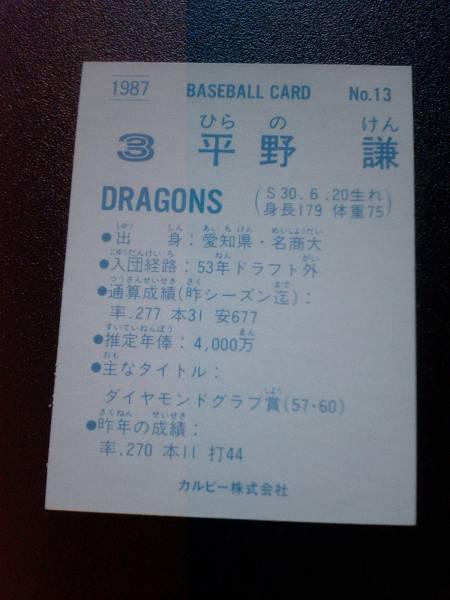 1987 BASEBALL CARD No.13
ひら の けん
3 平野 謙
DRAGONS
(S30.6.20生れ
身長179 体重75)
しゅつ しん あいちけん めいしょうだい
●出 身:愛知県・名商大
にゅうだんけいろ ねん がい
●入団経路:53年ドラフト外
つうさんせいせき さく まで
●通算成績(昨シーズン迄):
率.277 本31 安677
すいていねんぽう まん
●推定年俸:4,000万
おも
●主なタイトル:
しょう
ダイヤモンドグラブ賞(57・60)
さくねん せいせき
●昨年の成績:
率.270 本11 打44
カルビー株式会社